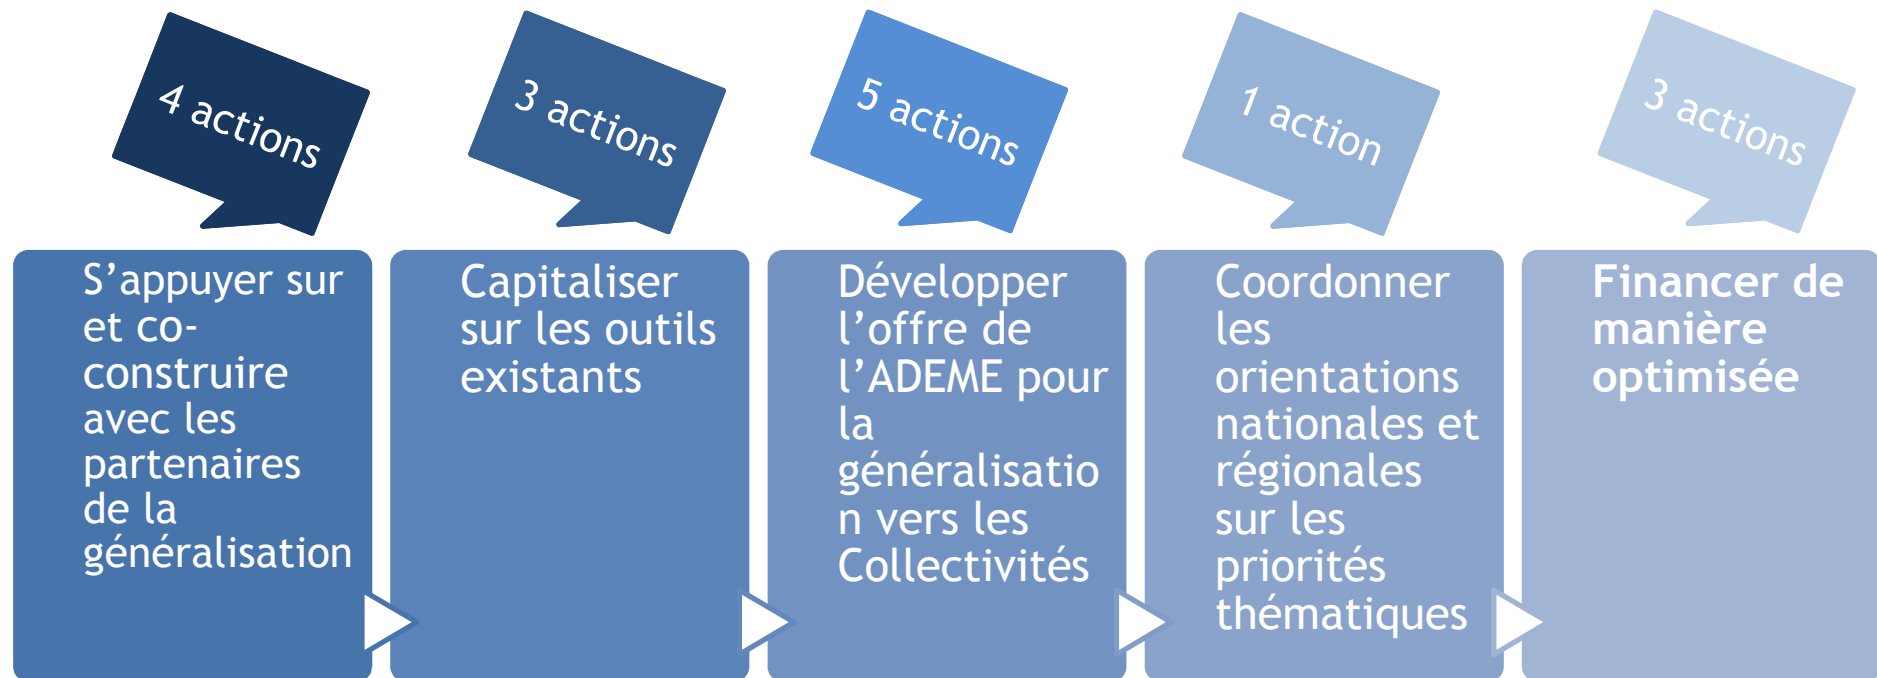 4 actions
3 actions
5 actions
1 action
3 actions
S’appuyer sur
et co-
construire
avec les
partenaires
de la
généralisation
Capitaliser
sur les outils
existants
Développer
l’offre de
l’ADEME pour
la
généralisatio
n vers les
Collectivités
Coordonner
les
orientations
nationales et
régionales
sur les
priorités
thématiques
Financer de
manière
optimisée